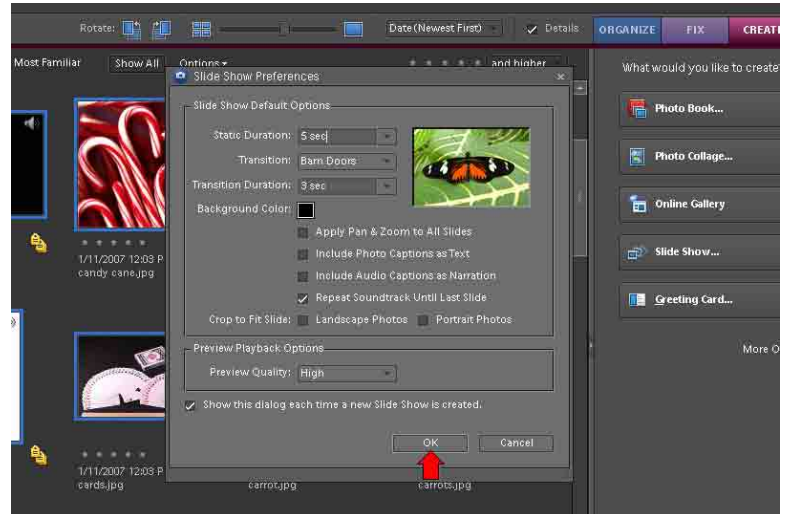 Rotate:
Date (Newest First)
Details
ORGANIZE
FIX
Most Familiar
Show All
Options
and higher
What would you like to create
Slide Show Preferences
Slide Show Default Options
Static Duration: 5 sec
Transition: Barn Doors
Transition Duration: 3 sec
Background Color:
Apply Pan & Zoom to All Slides
Include Photo Captions as Text
Include Audio Captions as Narration
Repeat Soundtrack Until Last Slide
Crop to Fit Slide: Landscape Photos Portrait Photos
Preview Playback Options
Preview Quality: High
Show this dialog each time a new Slide Show is created.
OK Cancel
1/11/2007 12:03 P
candy cane.jpg
1/11/2007 12:03 P
cards.jpg
carrot.jpg
carrots.jpg
Photo Book...
Photo Collage...
Online Gallery
Slide Show...
Greeting Card...
More O